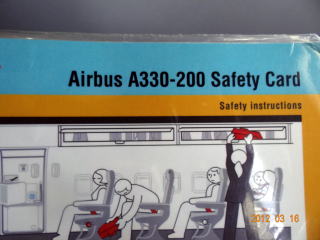 Airbus A330-200 Safety Card
Safety instructions
2012 03 16